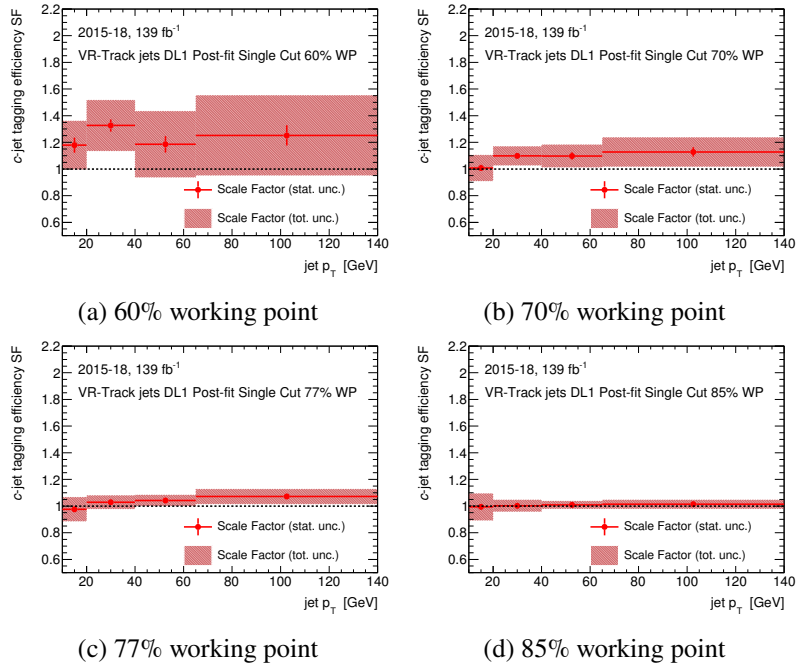 c-jet tagging efficiency SF
2.2
2
1.8
1.6
1.4
1.2
1
0.8
0.6
2015-18, 139 fb⁻¹
VR-Track jets DL1 Post-fit Single Cut 60% WP
Scale Factor (stat. unc.)
Scale Factor (tot. unc.)
20 40 60 80 100 120 140
jet p_T [GeV]
(a) 60% working point
c-jet tagging efficiency SF
2.2
2
1.8
1.6
1.4
1.2
1
0.8
0.6
2015-18, 139 fb⁻¹
VR-Track jets DL1 Post-fit Single Cut 70% WP
Scale Factor (stat. unc.)
Scale Factor (tot. unc.)
20 40 60 80 100 120 140
jet p_T [GeV]
(b) 70% working point
c-jet tagging efficiency SF
2.2
2
1.8
1.6
1.4
1.2
1
0.8
0.6
2015-18, 139 fb⁻¹
VR-Track jets DL1 Post-fit Single Cut 77% WP
Scale Factor (stat. unc.)
Scale Factor (tot. unc.)
20 40 60 80 100 120 140
jet p_T [GeV]
(c) 77% working point
c-jet tagging efficiency SF
2.2
2
1.8
1.6
1.4
1.2
1
0.8
0.6
2015-18, 139 fb⁻¹
VR-Track jets DL1 Post-fit Single Cut 85% WP
Scale Factor (stat. unc.)
Scale Factor (tot. unc.)
20 40 60 80 100 120 140
jet p_T [GeV]
(d) 85% working point